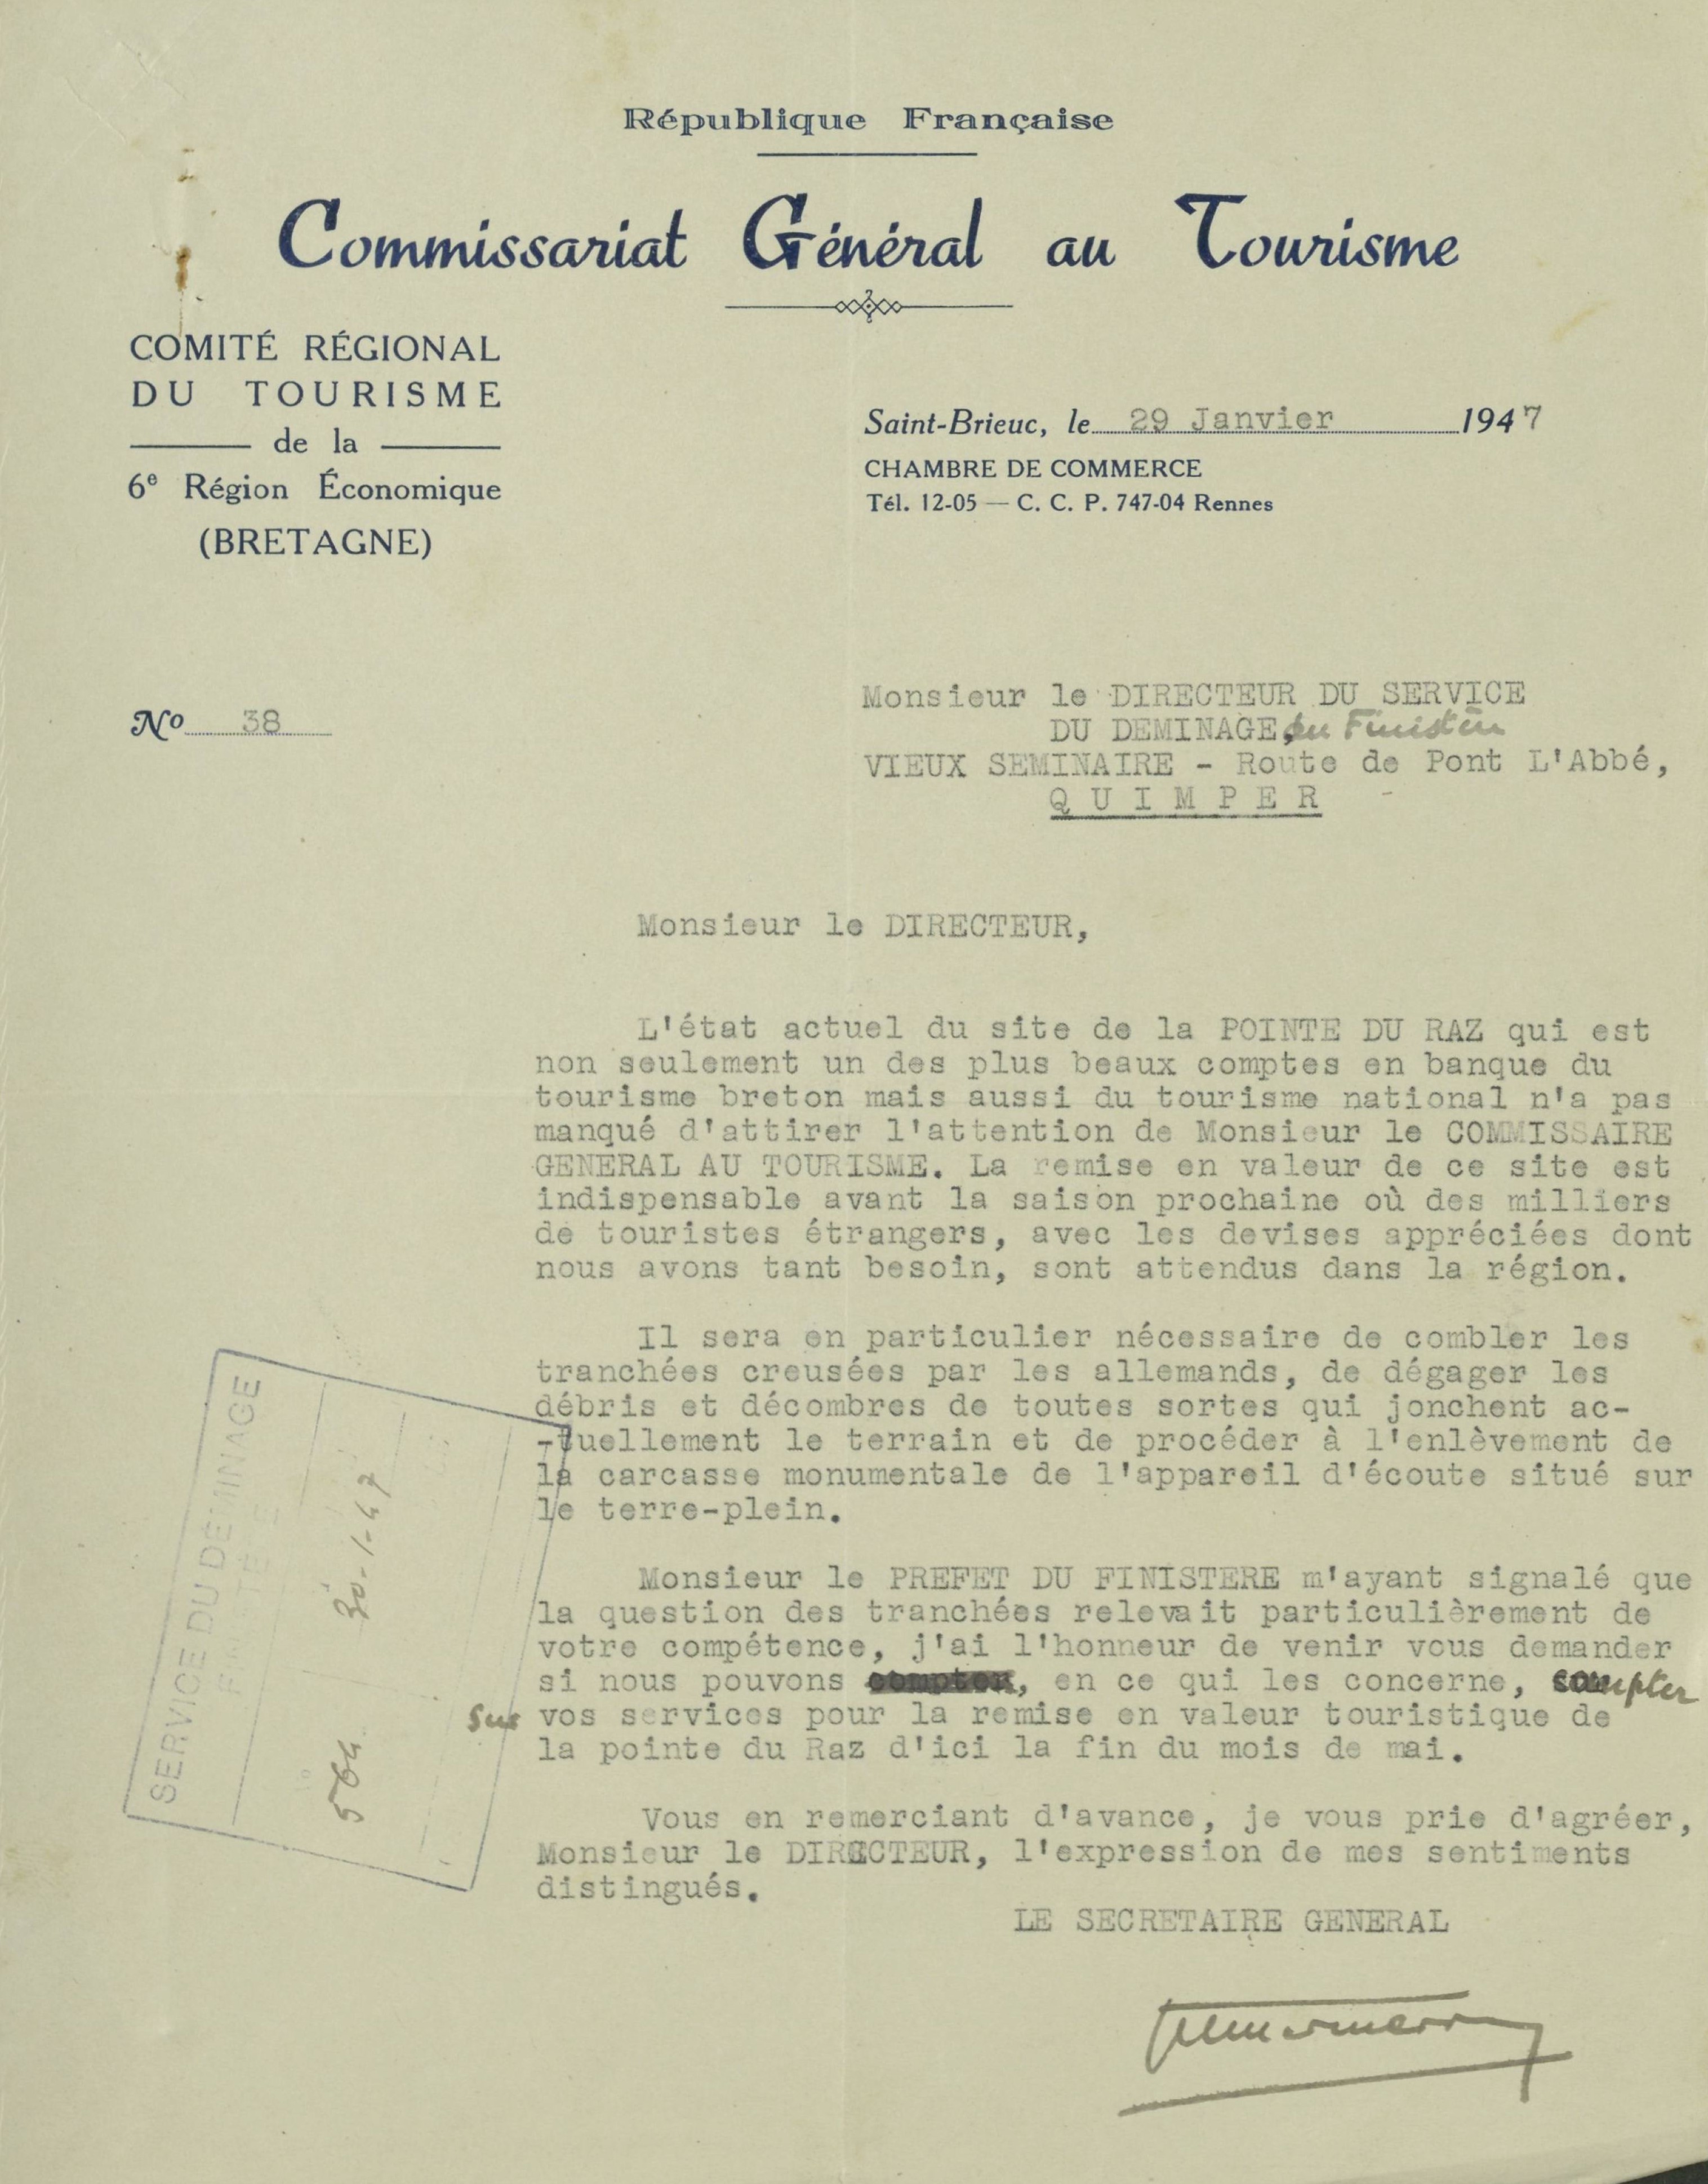 République Française
Commissariat Général au Tourisme
COMITÉ RÉGIONAL
DU TOURISME
de la
6e Région Économique
(BRETAGNE)
Saint-Brieuc, le 29 Janvier 1947
CHAMBRE DE COMMERCE
Tél. 12-05 — C. C. P. 747-04 Rennes
No 38
Monsieur le DIRECTEUR DU SERVICE
DU DEMINAGE, du Finistère
VIEUX SEMINAIRE - Route de Pont L'Abbé,
QUIMPER
Monsieur le DIRECTEUR,
L'état actuel du site de la POINTE DU RAZ qui est
non seulement un des plus beaux comptes en banque du
tourisme breton mais aussi du tourisme national n'a pas
manqué d'attirer l'attention de Monsieur le COMMISSAIRE
GENERAL AU TOURISME. La remise en valeur de ce site est
indispensable avant la saison prochaine où des milliers
de touristes étrangers, avec les devises appréciées dont
nous avons tant besoin, sont attendus dans la région.
Il sera en particulier nécessaire de combler les
tranchées creusées par les allemands, de dégager les
débris et décombres de toutes sortes qui jonchent ac-
-tuellement le terrain et de procéder à l'enlèvement de
la carcasse monumentale de l'appareil d'écoute situé sur
le terre-plein.
Monsieur le PREFET DU FINISTERE m'ayant signalé que
la question des tranchées relevait particulièrement de
votre compétence, j'ai l'honneur de venir vous demander
si nous pouvons compter, en ce qui les concerne, compter
sur vos services pour la remise en valeur touristique de
la pointe du Raz d'ici la fin du mois de mai.
Vous en remerciant d'avance, je vous prie d'agréer,
Monsieur le DIRECTEUR, l'expression de mes sentiments
distingués.
LE SECRETAIRE GENERAL
SERVICE DU DÉMINAGE
30-1-47
564